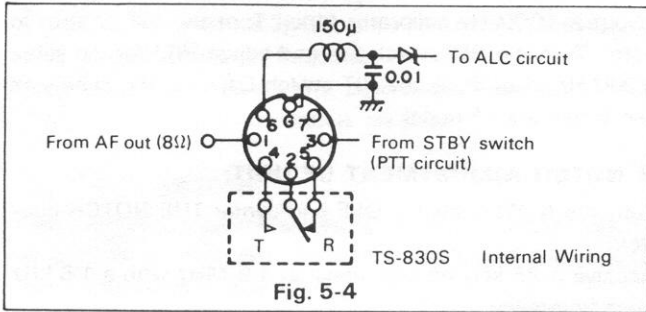 150μ
To ALC circuit
0.01
6 G 7
From AF out (8Ω)
1 3
From STBY switch
(PTT circuit)
4 2 5
T R
TS-830S Internal Wiring
Fig. 5-4